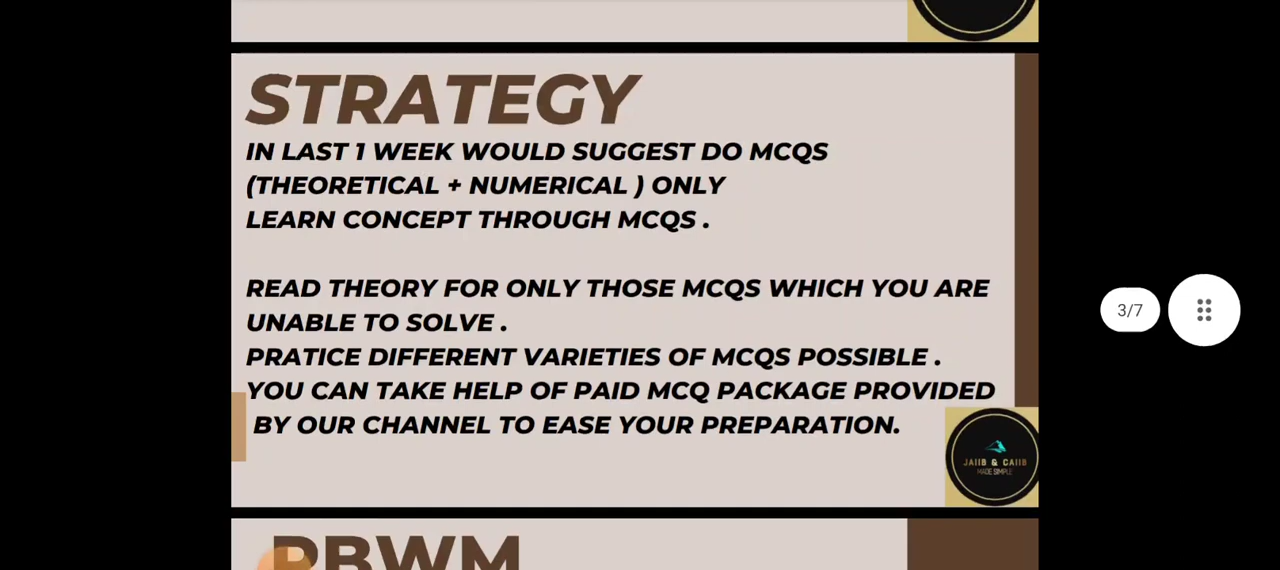 STRATEGY
IN LAST 1 WEEK WOULD SUGGEST DO MCQS
(THEORETICAL + NUMERICAL ) ONLY
LEARN CONCEPT THROUGH MCQS .
READ THEORY FOR ONLY THOSE MCQS WHICH YOU ARE
UNABLE TO SOLVE .
PRATICE DIFFERENT VARIETIES OF MCQS POSSIBLE .
YOU CAN TAKE HELP OF PAID MCQ PACKAGE PROVIDED
BY OUR CHANNEL TO EASE YOUR PREPARATION.
3/7
JAIIB & CAIIB
MADE SIMPLE
RBWM